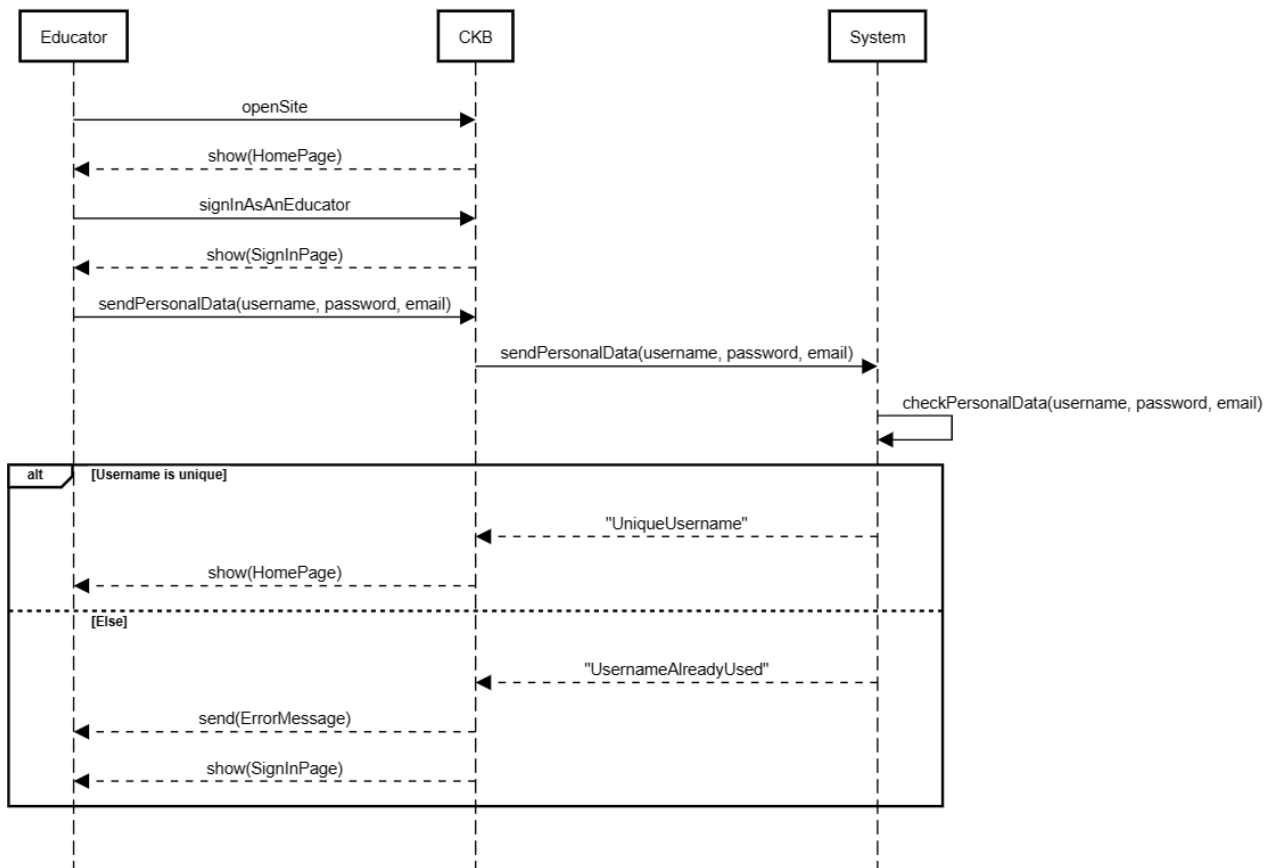 Educator
CKB
System
openSite
show(HomePage)
signInAsAnEducator
show(SignInPage)
sendPersonalData(username, password, email)
sendPersonalData(username, password, email)
checkPersonalData(username, password, email)
alt
[Username is unique]
"UniqueUsername"
show(HomePage)
[Else]
"UsernameAlreadyUsed"
send(ErrorMessage)
show(SignInPage)